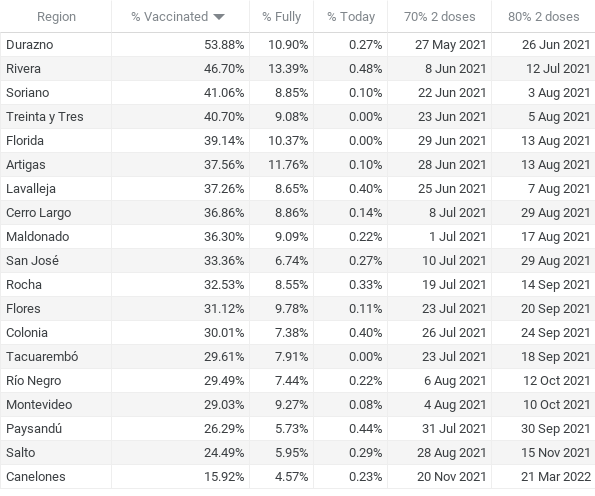 Region % Vaccinated % Fully % Today 70% 2 doses 80% 2 doses
Durazno 53.88% 10.90% 0.27% 27 May 2021 26 Jun 2021
Rivera 46.70% 13.39% 0.48% 8 Jun 2021 12 Jul 2021
Soriano 41.06% 8.85% 0.10% 22 Jun 2021 3 Aug 2021
Treinta y Tres 40.70% 9.08% 0.00% 23 Jun 2021 5 Aug 2021
Florida 39.14% 10.37% 0.00% 29 Jun 2021 13 Aug 2021
Artigas 37.56% 11.76% 0.10% 28 Jun 2021 13 Aug 2021
Lavalleja 37.26% 8.65% 0.40% 25 Jun 2021 7 Aug 2021
Cerro Largo 36.86% 8.86% 0.14% 8 Jul 2021 29 Aug 2021
Maldonado 36.30% 9.09% 0.22% 1 Jul 2021 17 Aug 2021
San José 33.36% 6.74% 0.27% 10 Jul 2021 29 Aug 2021
Rocha 32.53% 8.55% 0.33% 19 Jul 2021 14 Sep 2021
Flores 31.12% 9.78% 0.11% 23 Jul 2021 20 Sep 2021
Colonia 30.01% 7.38% 0.40% 26 Jul 2021 24 Sep 2021
Tacuarembó 29.61% 7.91% 0.00% 23 Jul 2021 18 Sep 2021
Río Negro 29.49% 7.44% 0.22% 6 Aug 2021 12 Oct 2021
Montevideo 29.03% 9.27% 0.08% 4 Aug 2021 10 Oct 2021
Paysandú 26.29% 5.73% 0.44% 31 Jul 2021 30 Sep 2021
Salto 24.49% 5.95% 0.29% 28 Aug 2021 15 Nov 2021
Canelones 15.92% 4.57% 0.23% 20 Nov 2021 21 Mar 2022